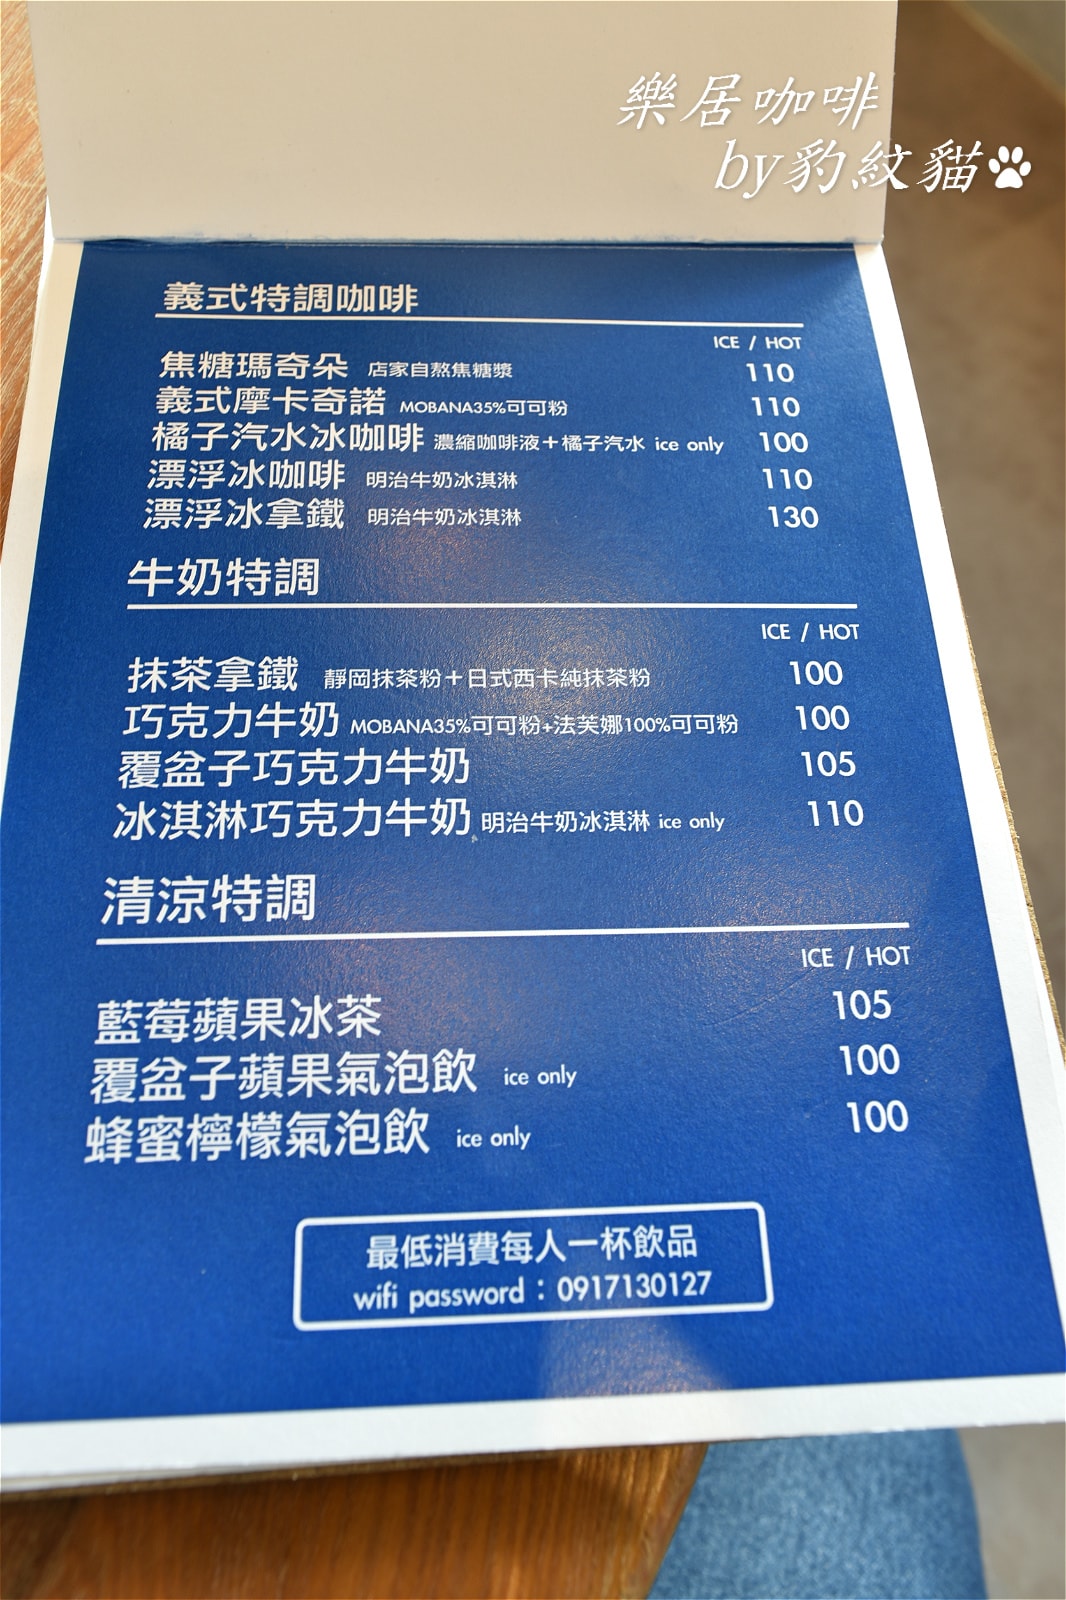 樂居咖啡
by豹紋貓
義式特調咖啡
ICE / HOT
焦糖瑪奇朵 店家自熬焦糖漿 110
義式摩卡奇諾 MOBANA35%可可粉 110
橘子汽水冰咖啡 濃縮咖啡液＋橘子汽水 ice only 100
漂浮冰咖啡 明治牛奶冰淇淋 110
漂浮冰拿鐵 明治牛奶冰淇淋 130
牛奶特調
ICE / HOT
抹茶拿鐵 靜岡抹茶粉＋日式西卡純抹茶粉 100
巧克力牛奶 MOBANA35%可可粉+法芙娜100%可可粉 100
覆盆子巧克力牛奶 105
冰淇淋巧克力牛奶 明治牛奶冰淇淋 ice only 110
清涼特調
ICE / HOT
藍莓蘋果冰茶 105
覆盆子蘋果氣泡飲 ice only 100
蜂蜜檸檬氣泡飲 ice only 100
最低消費每人一杯飲品
wifi password：0917130127